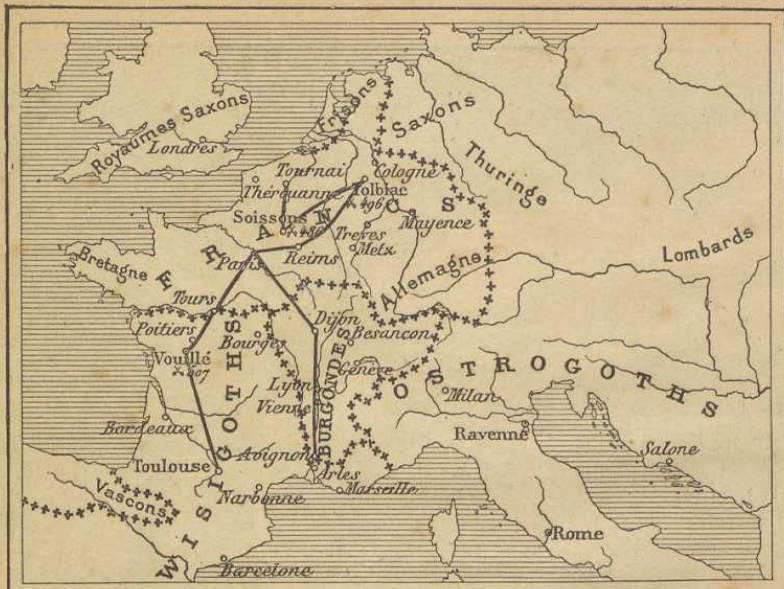 Royaumes Saxons
Londres
Frisons
Saxons
Thuringe
Lombards
Tournai
Thérouanne
Cologne
Tolbiac
496
Soissons
486
FRANCS
Trèves
Mayence
Metz
Reims
Paris
Allemagne
Bretagne
Tours
Poitiers
Vouillé
507
Bourges
Dijon
Besançon
Genève
BURGONDES
Lyon
Vienne
OSTROGOTHS
Milan
Ravenne
Salone
Bordeaux
Toulouse
Avignon
Arles
Marseille
Narbonne
Vascons
WISIGOTHS
Barcelone
Rome